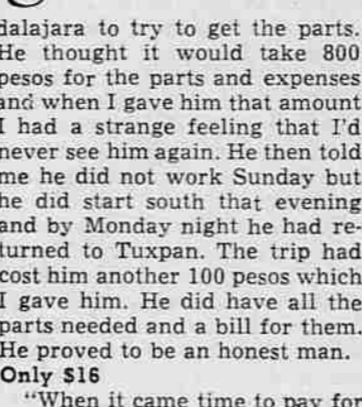 dalajara to try to get the parts.
He thought it would take 800
pesos for the parts and expenses
and when I gave him that amount
I had a strange feeling that I'd
never see him again. He then told
me he did not work Sunday but
he did start south that evening
and by Monday night he had re-
turned to Tuxpan. The trip had
cost him another 100 pesos which
I gave him. He did have all the
parts needed and a bill for them.
He proved to be an honest man.
Only $16
"When it came time to pay for